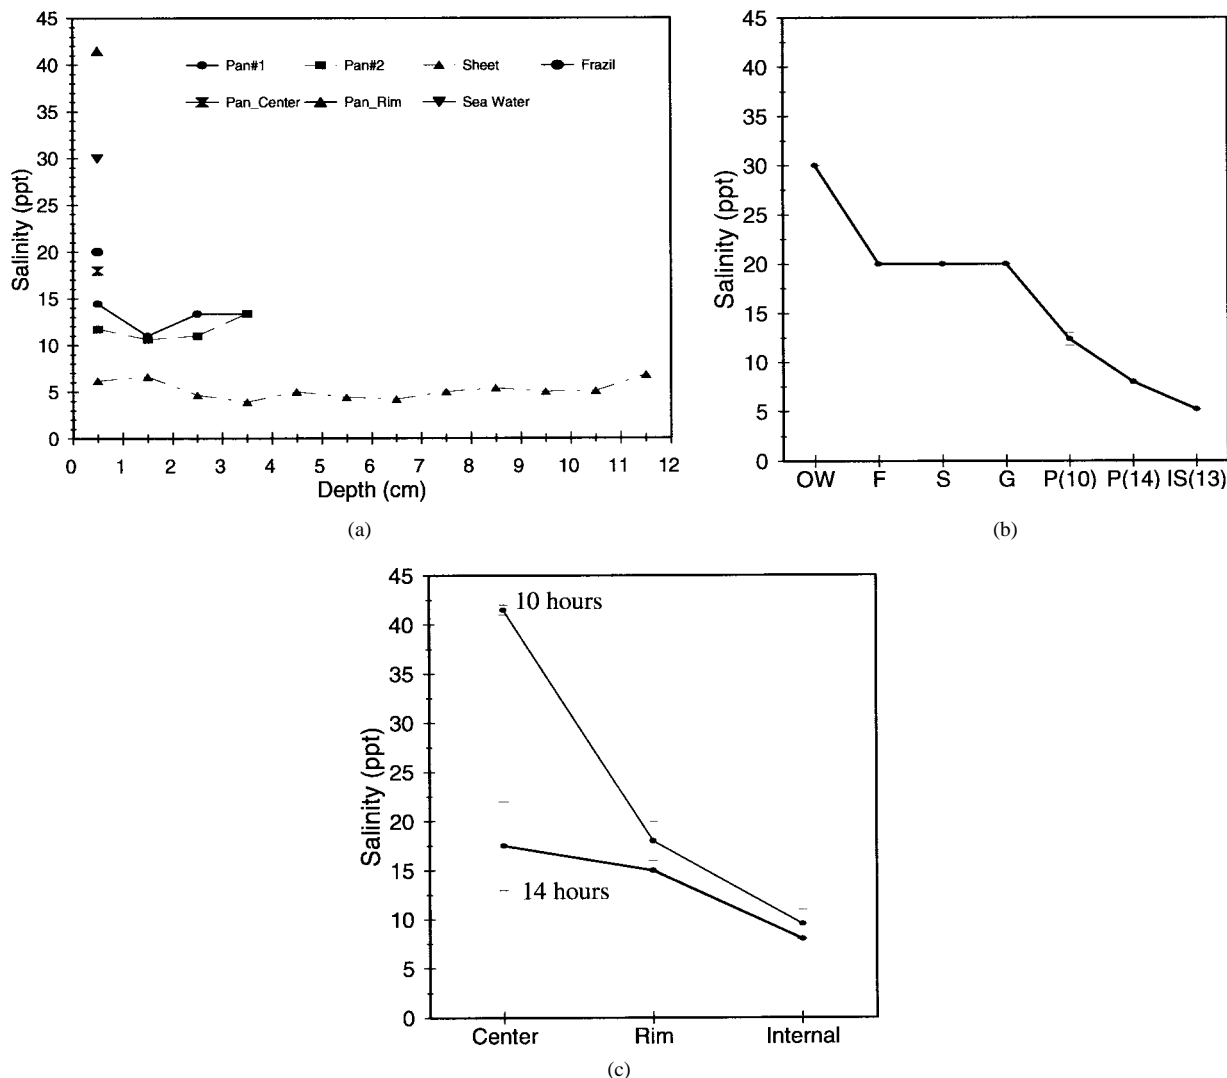 45
40
35
30
25
20
15
10
5
0
Salinity (ppt)
Pan#1 Pan#2 Sheet Frazil
Pan_Center Pan_Rim Sea Water
0 1 2 3 4 5 6 7 8 9 10 11 12
Depth (cm)
(a)
45
40
35
30
25
20
15
10
5
0
Salinity (ppt)
OW F S G P(10) P(14) IS(13)
(b)
45
40
35
30
25
20
15
10
5
0
Salinity (ppt)
10 hours
14 hours
Center Rim Internal
(c)